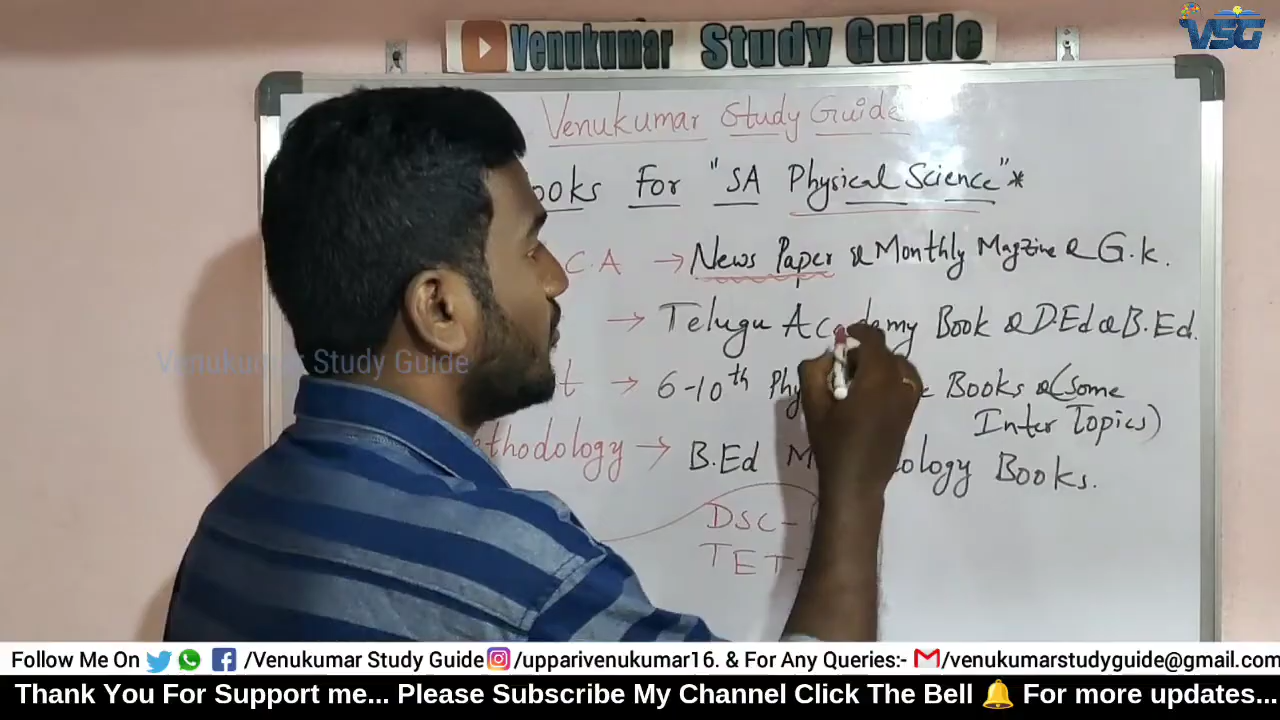 VSG
Venukumar Study Guide
Venukumar Study Guide
ooks For "SA Physical Science"*
C.A → News Paper & Monthly Magzine & G.k.
→ Telugu Academy Book & D.Ed & B.Ed.
t → 6-10th Phy e Books & (Some
Inter Topics)
thodology → B.Ed M ology Books.
DSC-
TET-
Venukumar Study Guide
Follow Me On /Venukumar Study Guide /upparivenukumar16. & For Any Queries:- /venukumarstudyguide@gmail.com
Thank You For Support me... Please Subscribe My Channel Click The Bell 🔔 For more updates...